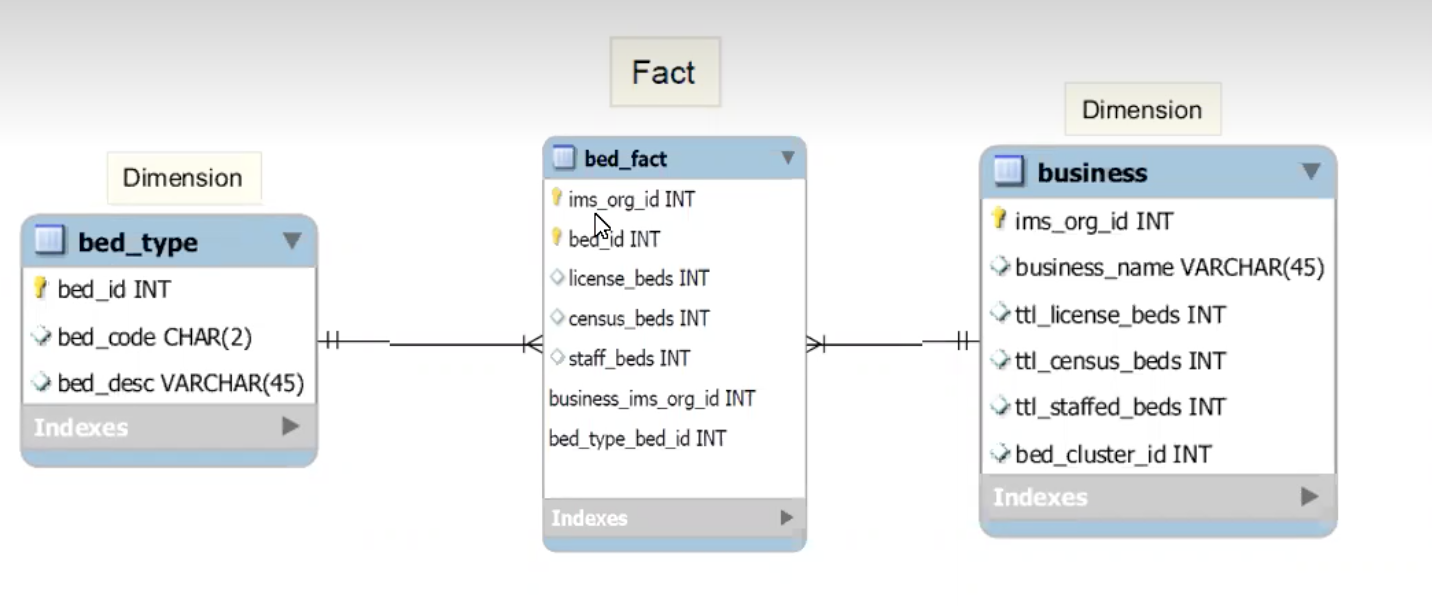 Fact
Dimension
Dimension
bed_type
bed_id INT
bed_code CHAR(2)
bed_desc VARCHAR(45)
Indexes
bed_fact
ims_org_id INT
bed_id INT
license_beds INT
census_beds INT
staff_beds INT
business_ims_org_id INT
bed_type_bed_id INT
Indexes
business
ims_org_id INT
business_name VARCHAR(45)
ttl_license_beds INT
ttl_census_beds INT
ttl_staffed_beds INT
bed_cluster_id INT
Indexes